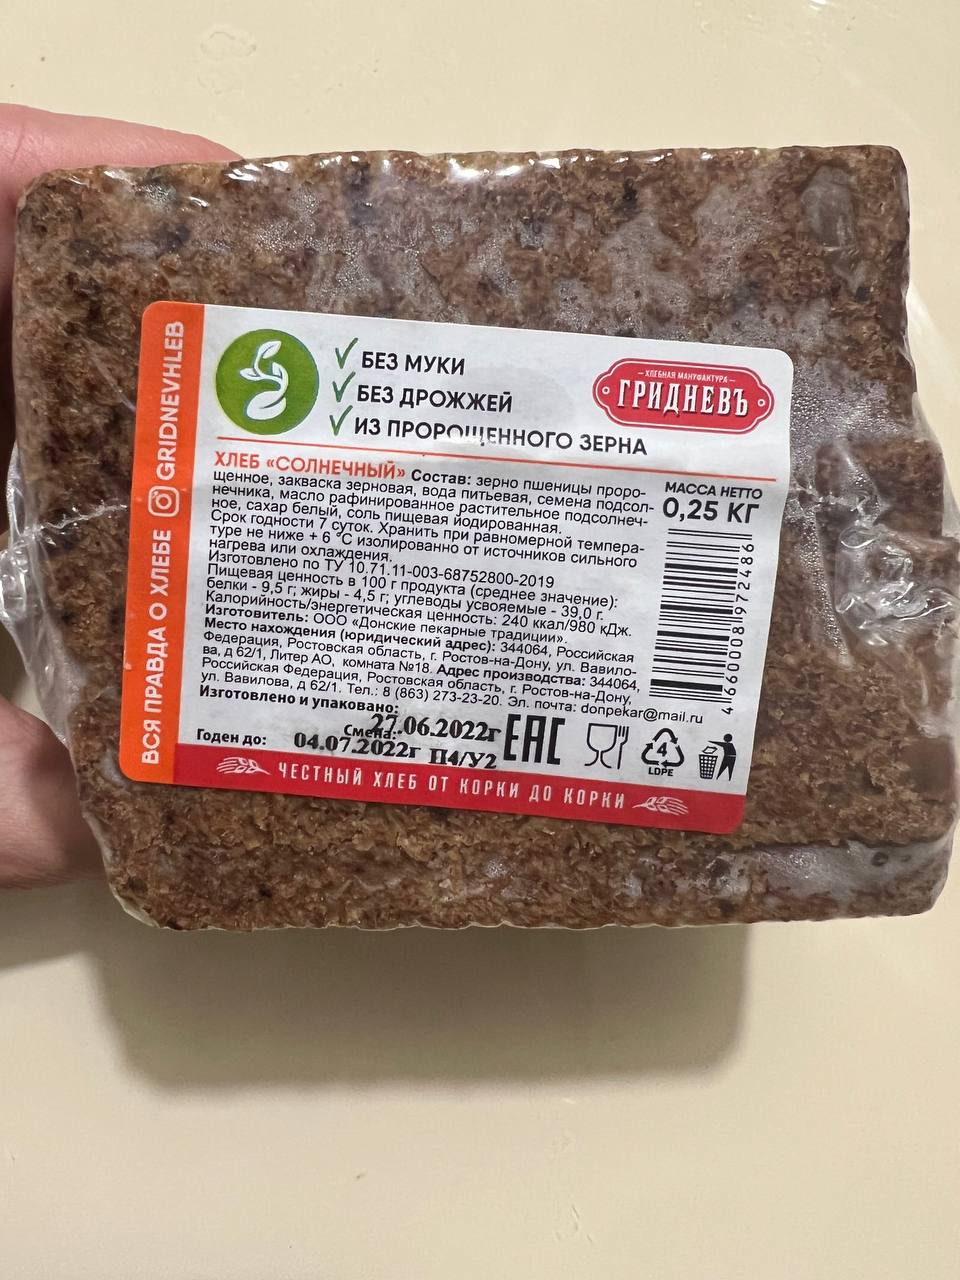 ВСЯ ПРАВДА О ХЛЕБЕ GRIDNEVHLEB
БЕЗ МУКИ
БЕЗ ДРОЖЖЕЙ
ИЗ ПРОРОЩЕННОГО ЗЕРНА
ХЛЕБНАЯ МАНУФАКТУРА
ГРИДНЕВЪ
ХЛЕБ «СОЛНЕЧНЫЙ» Состав: зерно пшеницы проро-
щенное, закваска зерновая, вода питьевая, семена подсол-
нечника, масло рафинированное растительное подсолнеч-
ное, сахар белый, соль пищевая йодированная.
Срок годности 7 суток. Хранить при равномерной темпера-
туре не ниже + 6 °C изолированно от источников сильного
нагрева или охлаждения.
Изготовлено по ТУ 10.71.11-003-68752800-2019
Пищевая ценность в 100 г продукта (среднее значение):
белки - 9,5 г; жиры - 4,5 г; углеводы усвояемые - 39,0 г.
Калорийность/энергетическая ценность: 240 ккал/980 кДж.
Изготовитель: ООО «Донские пекарные традиции».
Место нахождения (юридический адрес): 344064, Российская
Федерация, Ростовская область, г. Ростов-на-Дону, ул. Вавило-
ва, д 62/1, Литер АО, комната №18. Адрес производства: 344064,
Российская Федерация, Ростовская область, г. Ростов-на-Дону,
ул. Вавилова, д 62/1. Тел.: 8 (863) 273-23-20. Эл. почта: donpekar@mail.ru
МАССА НЕТТО
0,25 КГ
4660008972486
Изготовлено и упаковано:
27.06.2022г
Смена:
Годен до: 04.07.2022г П4/У2
EAC
4
LDPE
ЧЕСТНЫЙ ХЛЕБ ОТ КОРКИ ДО КОРКИ